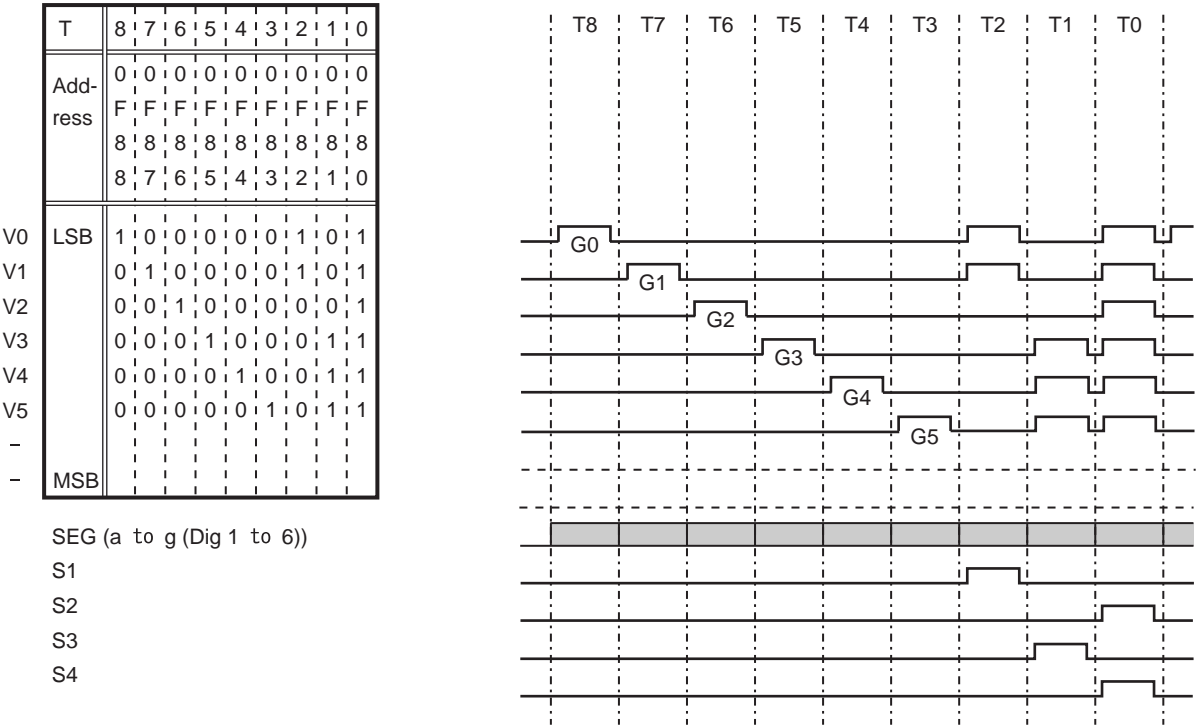 T 8 7 6 5 4 3 2 1 0
Add-
ress
0 0 0 0 0 0 0 0 0
F F F F F F F F F
8 8 8 8 8 8 8 8 8
8 7 6 5 4 3 2 1 0
V0 LSB 1 0 0 0 0 0 1 0 1
V1 0 1 0 0 0 0 1 0 1
V2 0 0 1 0 0 0 0 0 1
V3 0 0 0 1 0 0 0 1 1
V4 0 0 0 0 1 0 0 1 1
V5 0 0 0 0 0 1 0 1 1
–
– MSB
SEG (a to g (Dig 1 to 6))
S1
S2
S3
S4
T8 T7 T6 T5 T4 T3 T2 T1 T0
G0
G1
G2
G3
G4
G5